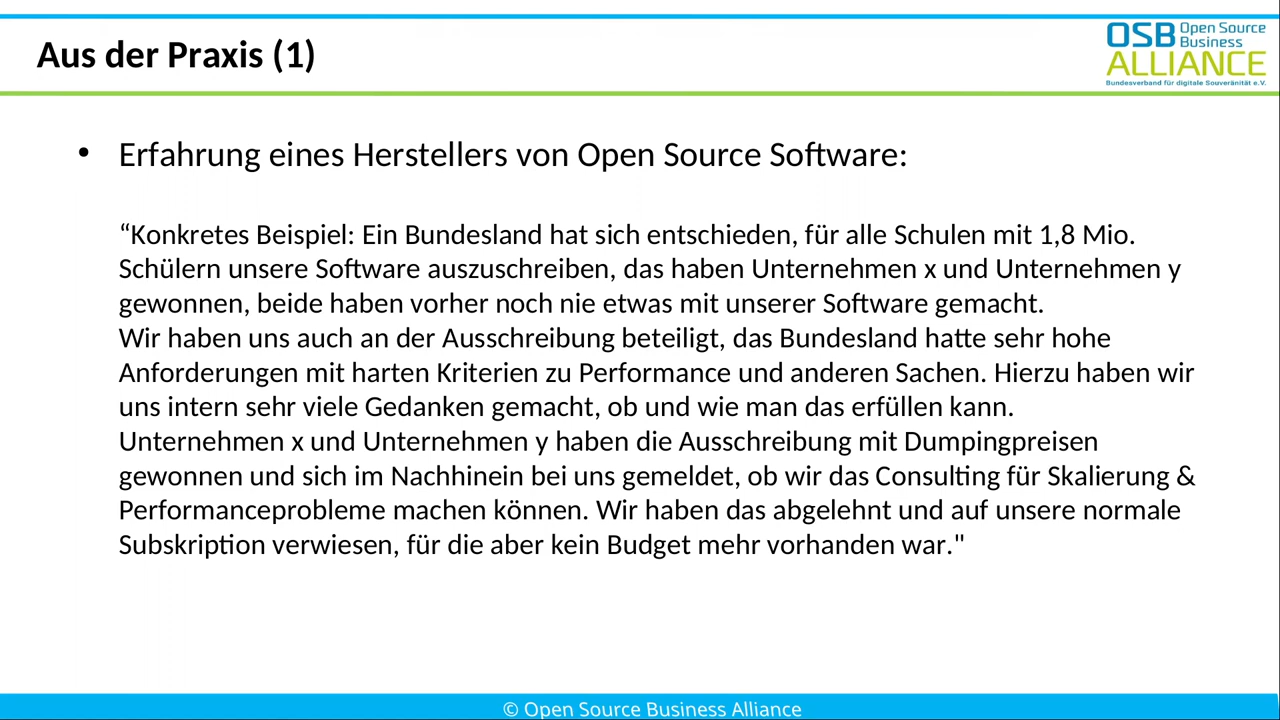 Aus der Praxis (1)
OSB Open Source
Business
ALLIANCE
Bundesverband für digitale Souveränität e.V.
• Erfahrung eines Herstellers von Open Source Software:
“Konkretes Beispiel: Ein Bundesland hat sich entschieden, für alle Schulen mit 1,8 Mio.
Schülern unsere Software auszuschreiben, das haben Unternehmen x und Unternehmen y
gewonnen, beide haben vorher noch nie etwas mit unserer Software gemacht.
Wir haben uns auch an der Ausschreibung beteiligt, das Bundesland hatte sehr hohe
Anforderungen mit harten Kriterien zu Performance und anderen Sachen. Hierzu haben wir
uns intern sehr viele Gedanken gemacht, ob und wie man das erfüllen kann.
Unternehmen x und Unternehmen y haben die Ausschreibung mit Dumpingpreisen
gewonnen und sich im Nachhinein bei uns gemeldet, ob wir das Consulting für Skalierung &
Performanceprobleme machen können. Wir haben das abgelehnt und auf unsere normale
Subskription verwiesen, für die aber kein Budget mehr vorhanden war."
© Open Source Business Alliance